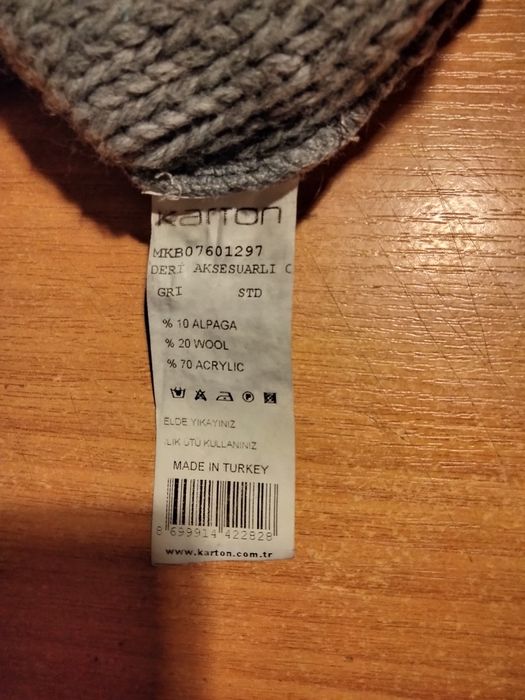 karton
MKB07601297
DERİ AKSESUARLI C
GRI STD
% 10 ALPAGA
% 20 WOOL
% 70 ACRYLIC
P
ELDE YIKAYINIZ
ILIK ÜTÜ KULLANINIZ
MADE IN TURKEY
8 699914 422828
www.karton.com.tr